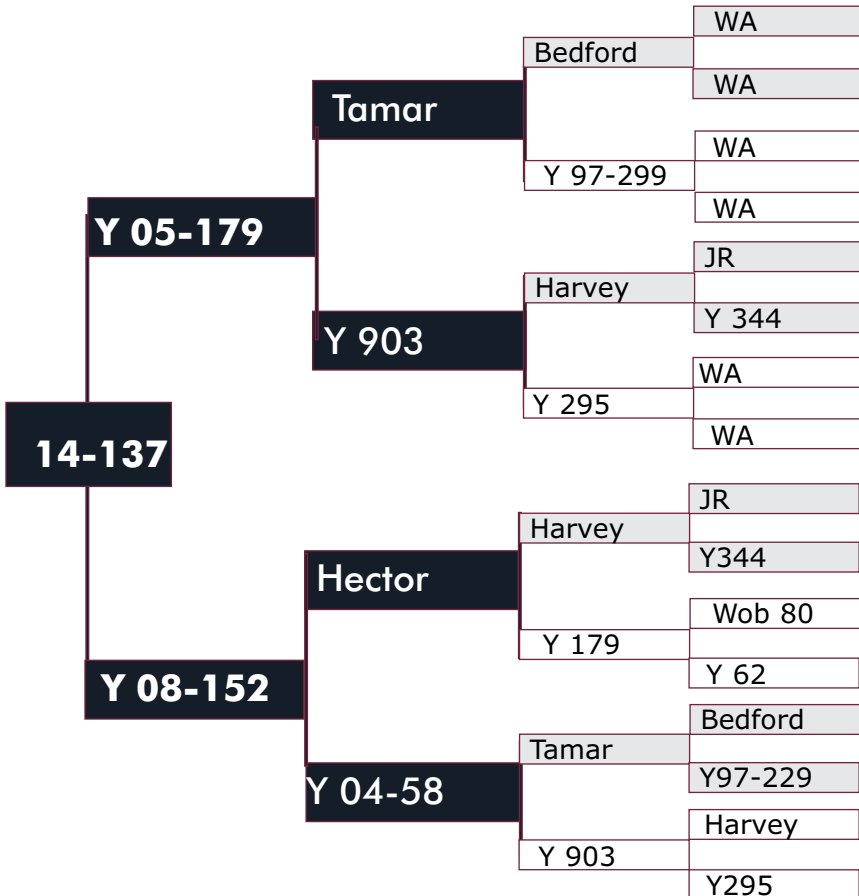 WA
Bedford
WA
Tamar
WA
Y 97-299
WA
Y 05-179
JR
Harvey
Y 344
Y 903
WA
Y 295
WA
14-137
JR
Harvey
Y344
Hector
Wob 80
Y 179
Y 62
Y 08-152
Bedford
Tamar
Y97-229
Y 04-58
Harvey
Y 903
Y295